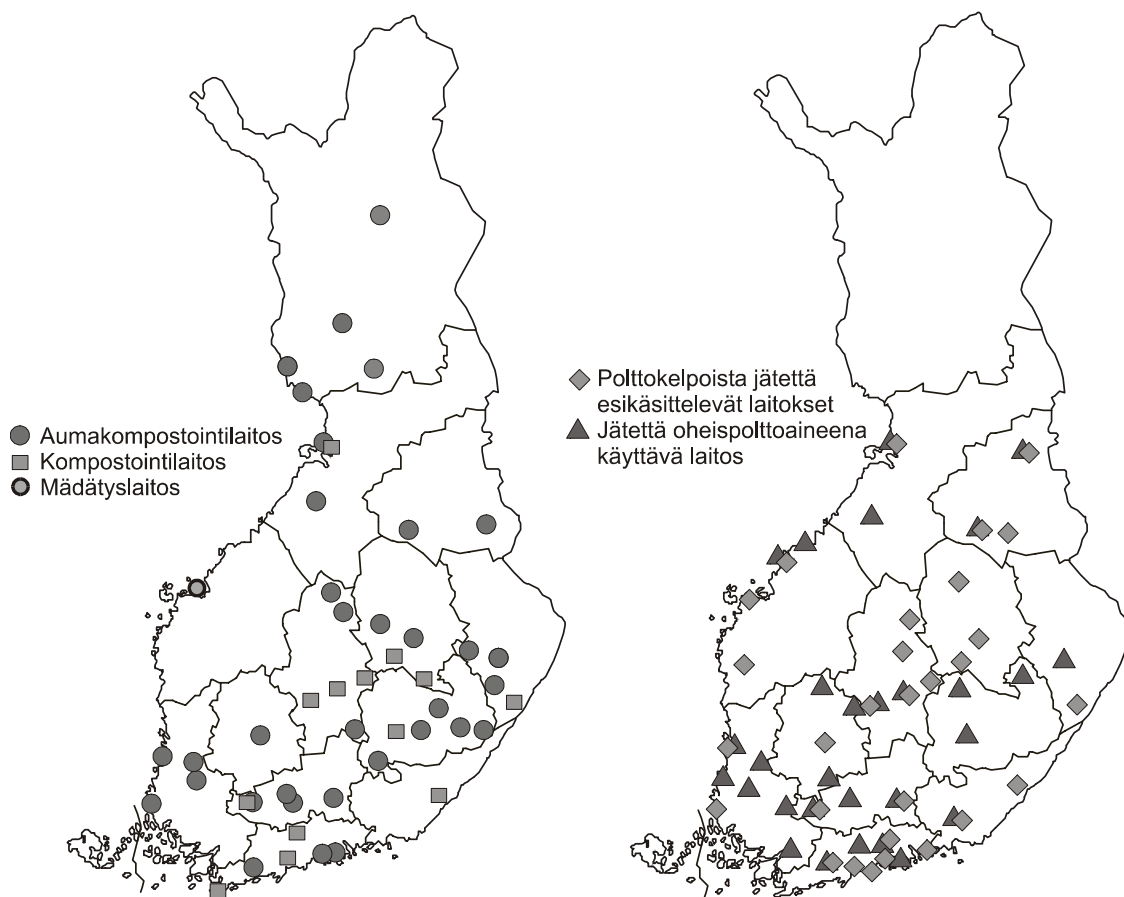 Aumakompostointilaitos
Kompostointilaitos
Mädätyslaitos
Polttokelpoista jätettä
esikäsittelevät laitokset
Jätettä oheispolttoaineena
käyttävä laitos